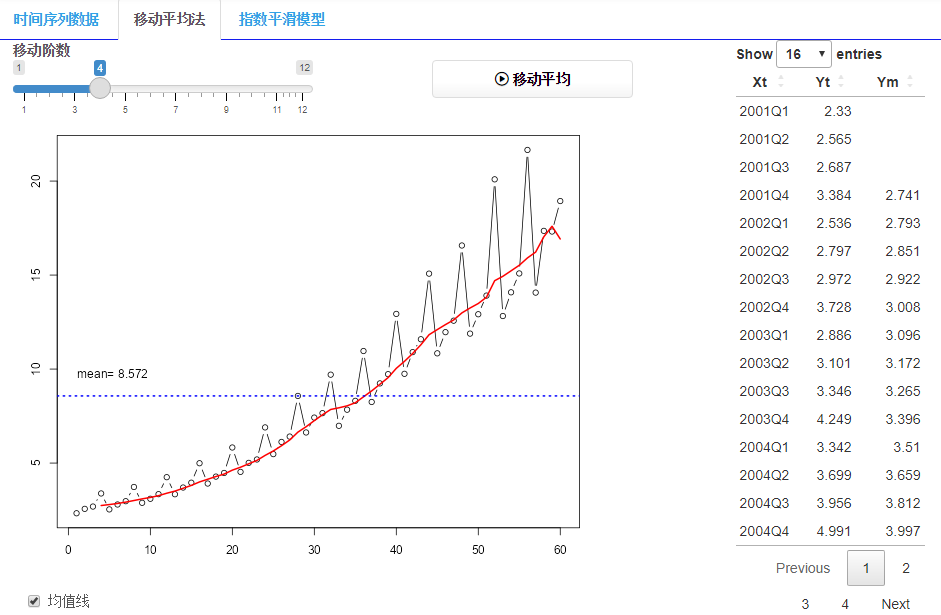 时间序列数据 移动平均法 指数平滑模型
移动阶数
1 4 12
1 3 5 7 9 11 12
移动平均
20
15
10
5
mean= 8.572
0 10 20 30 40 50 60
均值线
Show 16 entries
Xt Yt Ym
2001Q1 2.33
2001Q2 2.565
2001Q3 2.687
2001Q4 3.384 2.741
2002Q1 2.536 2.793
2002Q2 2.797 2.851
2002Q3 2.972 2.922
2002Q4 3.728 3.008
2003Q1 2.886 3.096
2003Q2 3.101 3.172
2003Q3 3.346 3.265
2003Q4 4.249 3.396
2004Q1 3.342 3.51
2004Q2 3.699 3.659
2004Q3 3.956 3.812
2004Q4 4.991 3.997
Previous 1 2
3 4 Next